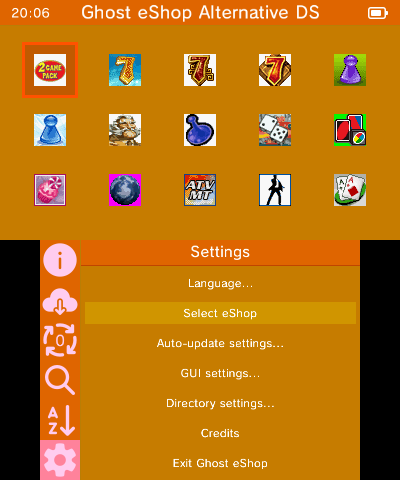 20:06
Ghost eShop Alternative DS
2 GAME
PACK
7
7
7
ATV
MT
A
A
0
A
Z
Settings
Language...
Select eShop
Auto-update settings...
GUI settings...
Directory settings...
Credits
Exit Ghost eShop